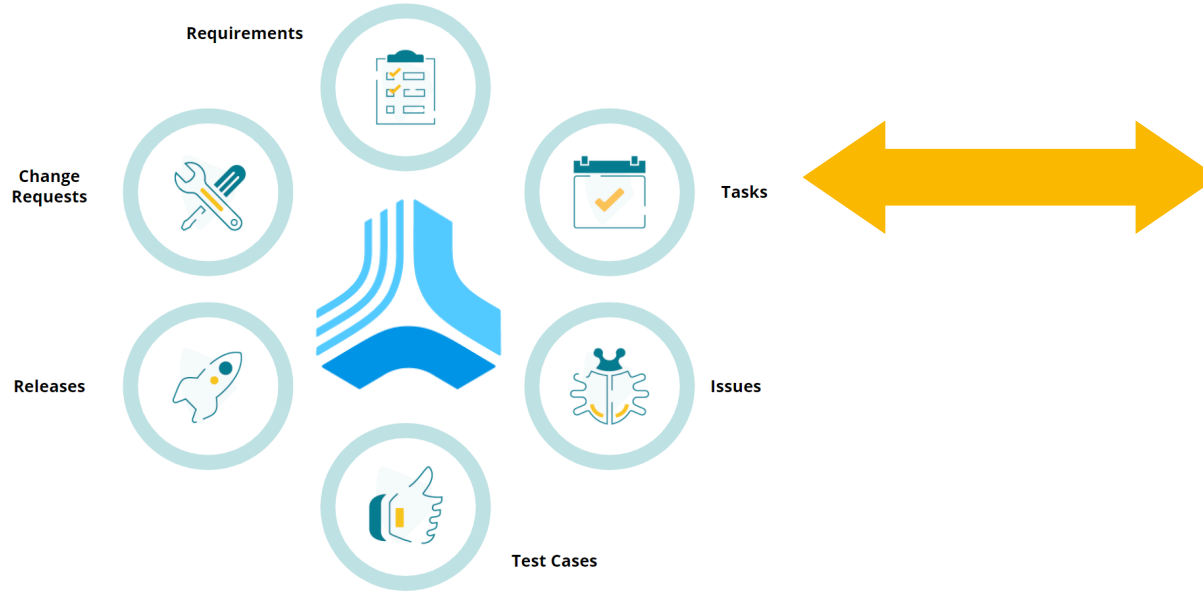 Requirements
Change
Requests
Tasks
Releases
Issues
Test Cases